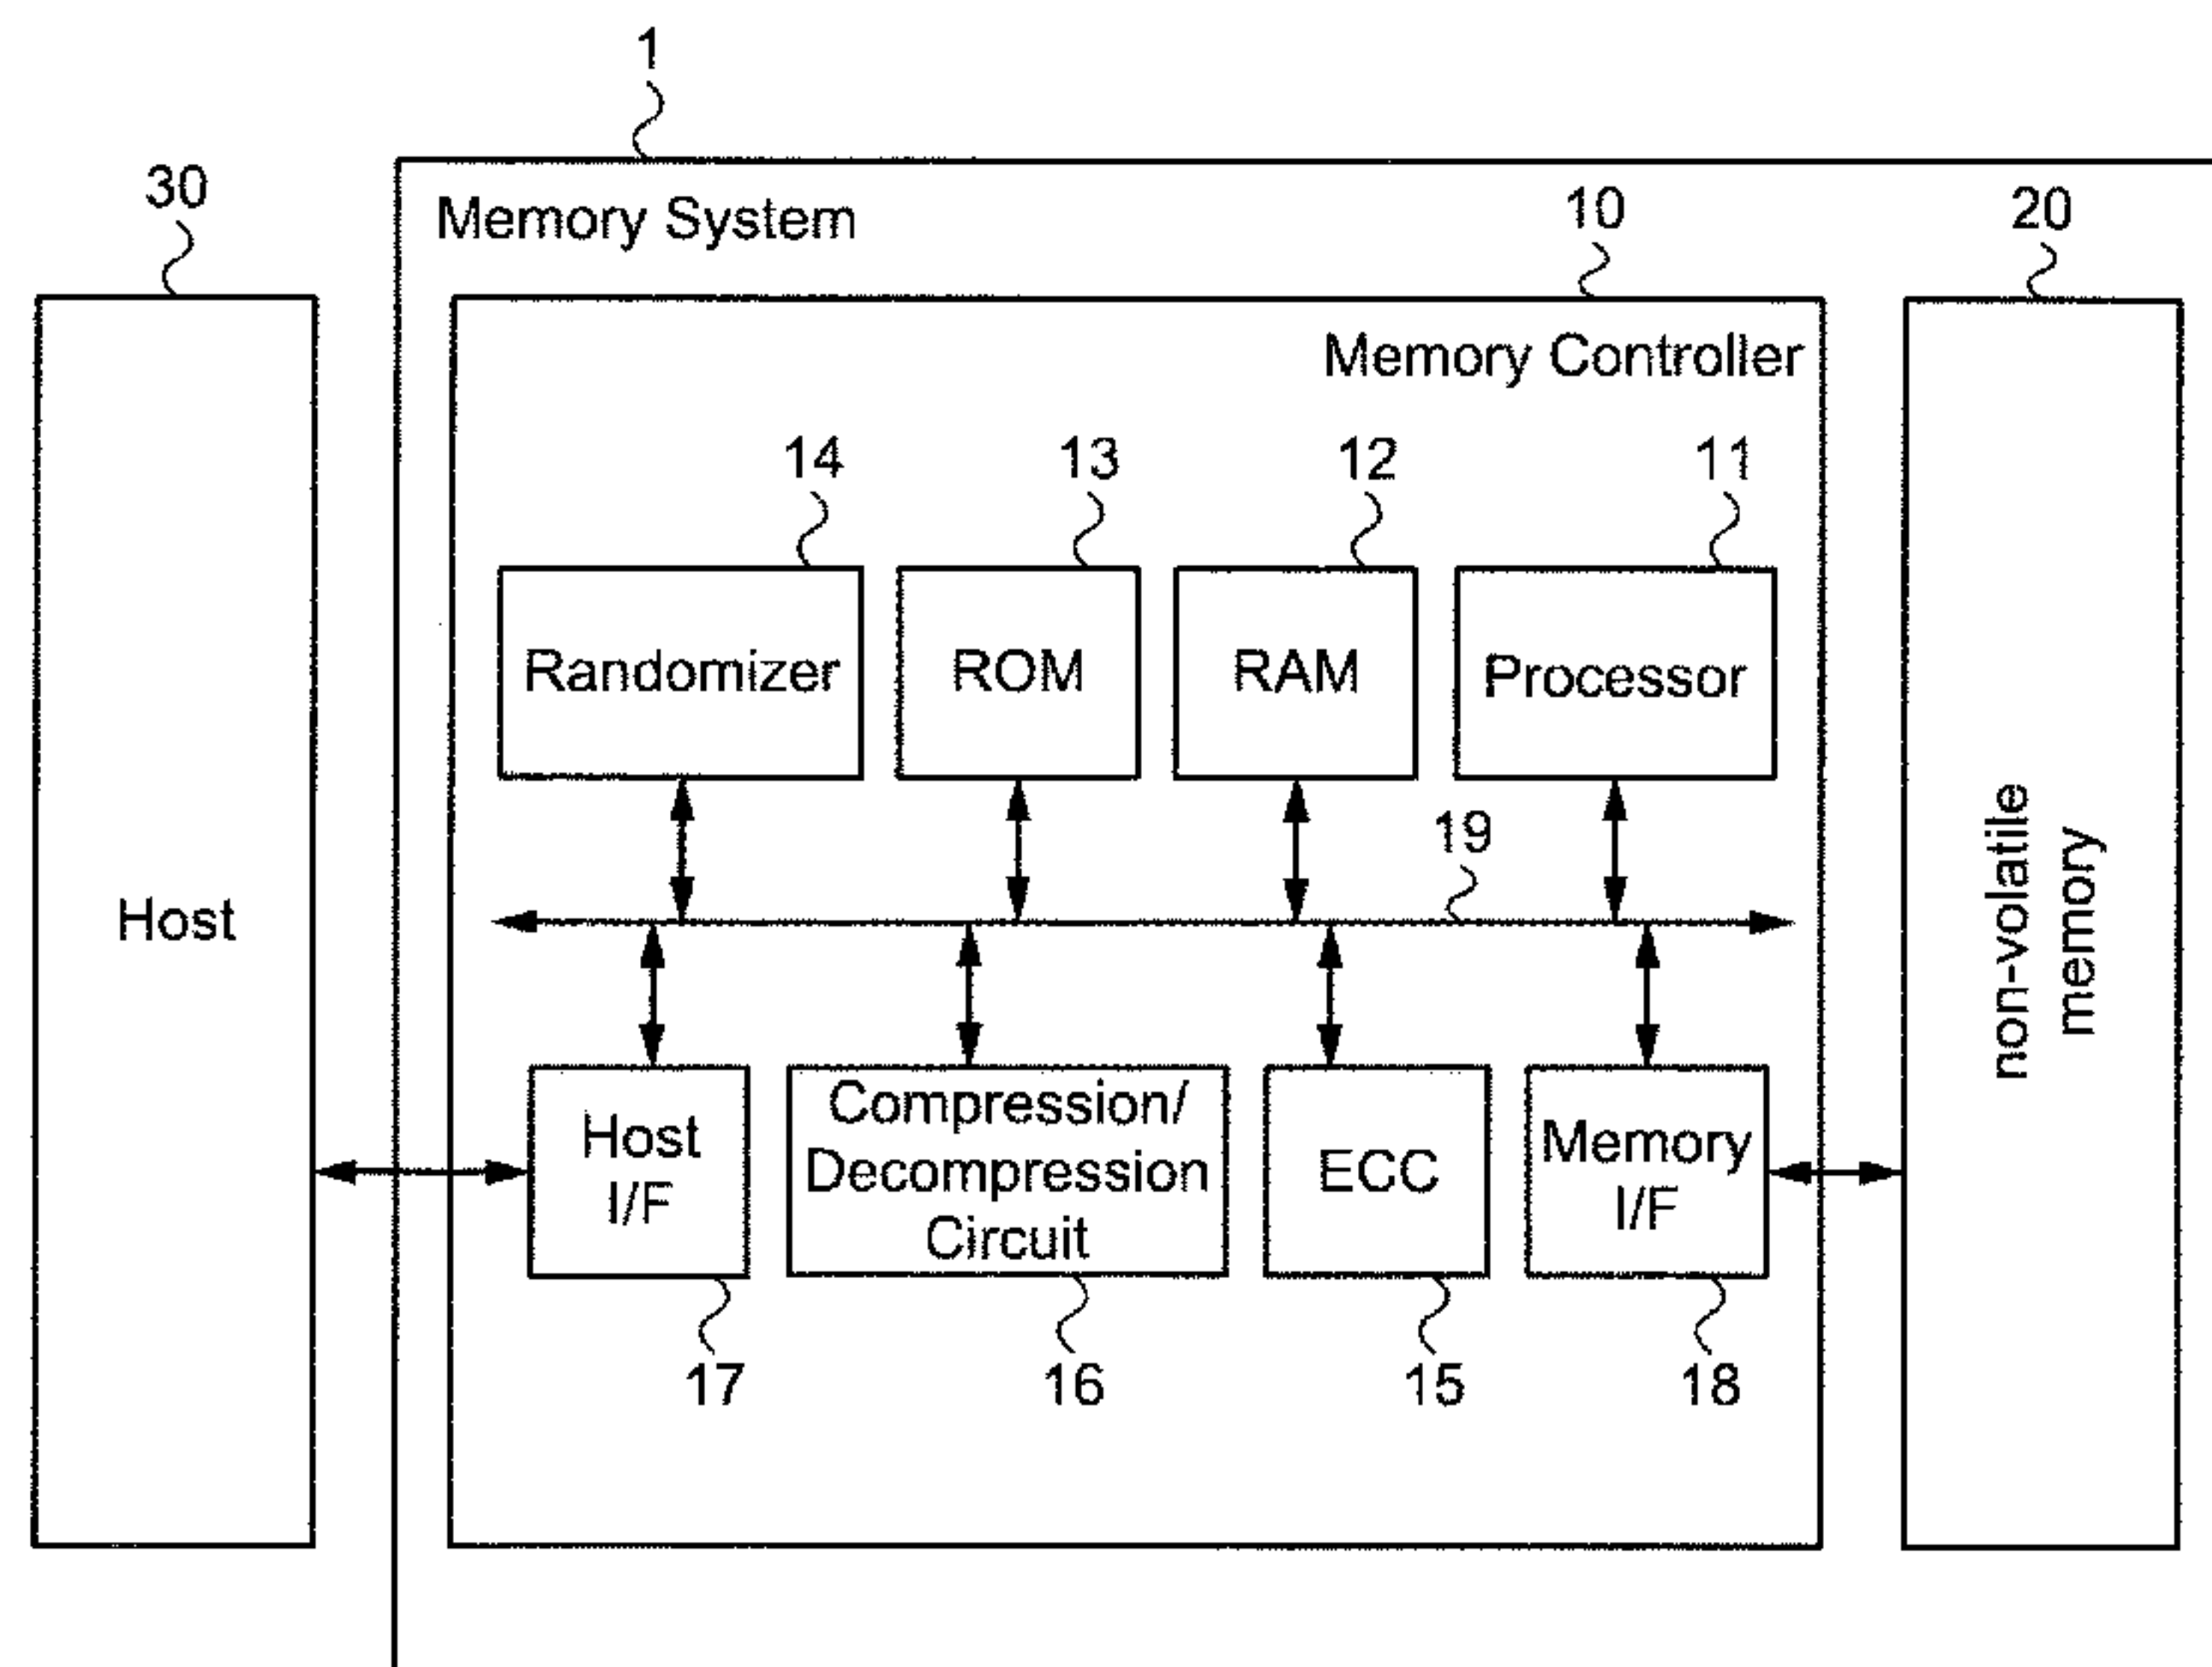 1
30
Memory System
10
20
Memory Controller
14
13
12
11
Randomizer
ROM
RAM
Processor
19
Host
non-volatile
memory
Host
I/F
Compression/
Decompression
Circuit
ECC
Memory
I/F
17
16
15
18